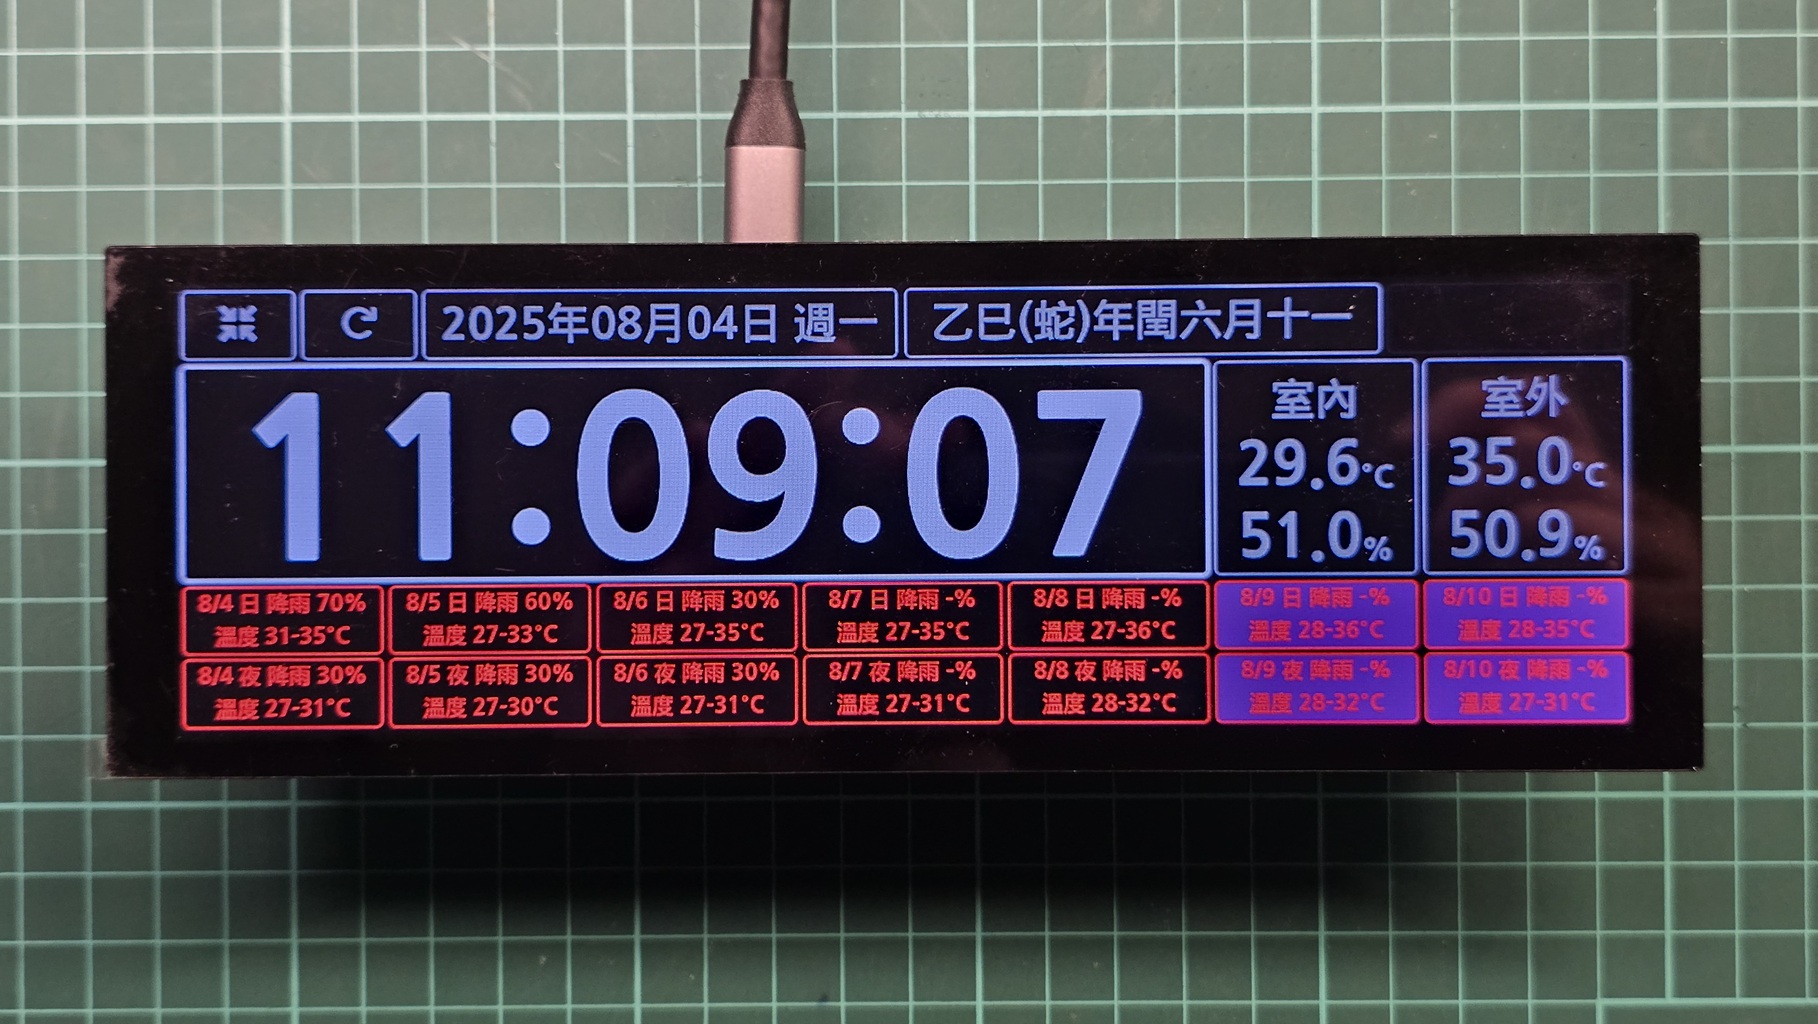 2025年08月04日 週一
乙巳(蛇)年閏六月十一
11:09:07
室內
29.6°C
51.0%
室外
35.0°C
50.9%
8/4 日 降雨 70%
溫度 31-35°C
8/5 日 降雨 60%
溫度 27-33°C
8/6 日 降雨 30%
溫度 27-35°C
8/7 日 降雨 -%
溫度 27-35°C
8/8 日 降雨 -%
溫度 27-36°C
8/9 日 降雨 -%
溫度 28-36°C
8/10 日 降雨 -%
溫度 28-35°C
8/4 夜 降雨 30%
溫度 27-31°C
8/5 夜 降雨 30%
溫度 27-30°C
8/6 夜 降雨 30%
溫度 27-31°C
8/7 夜 降雨 -%
溫度 27-31°C
8/8 夜 降雨 -%
溫度 28-32°C
8/9 夜 降雨 -%
溫度 28-32°C
8/10 夜 降雨 -%
溫度 27-31°C